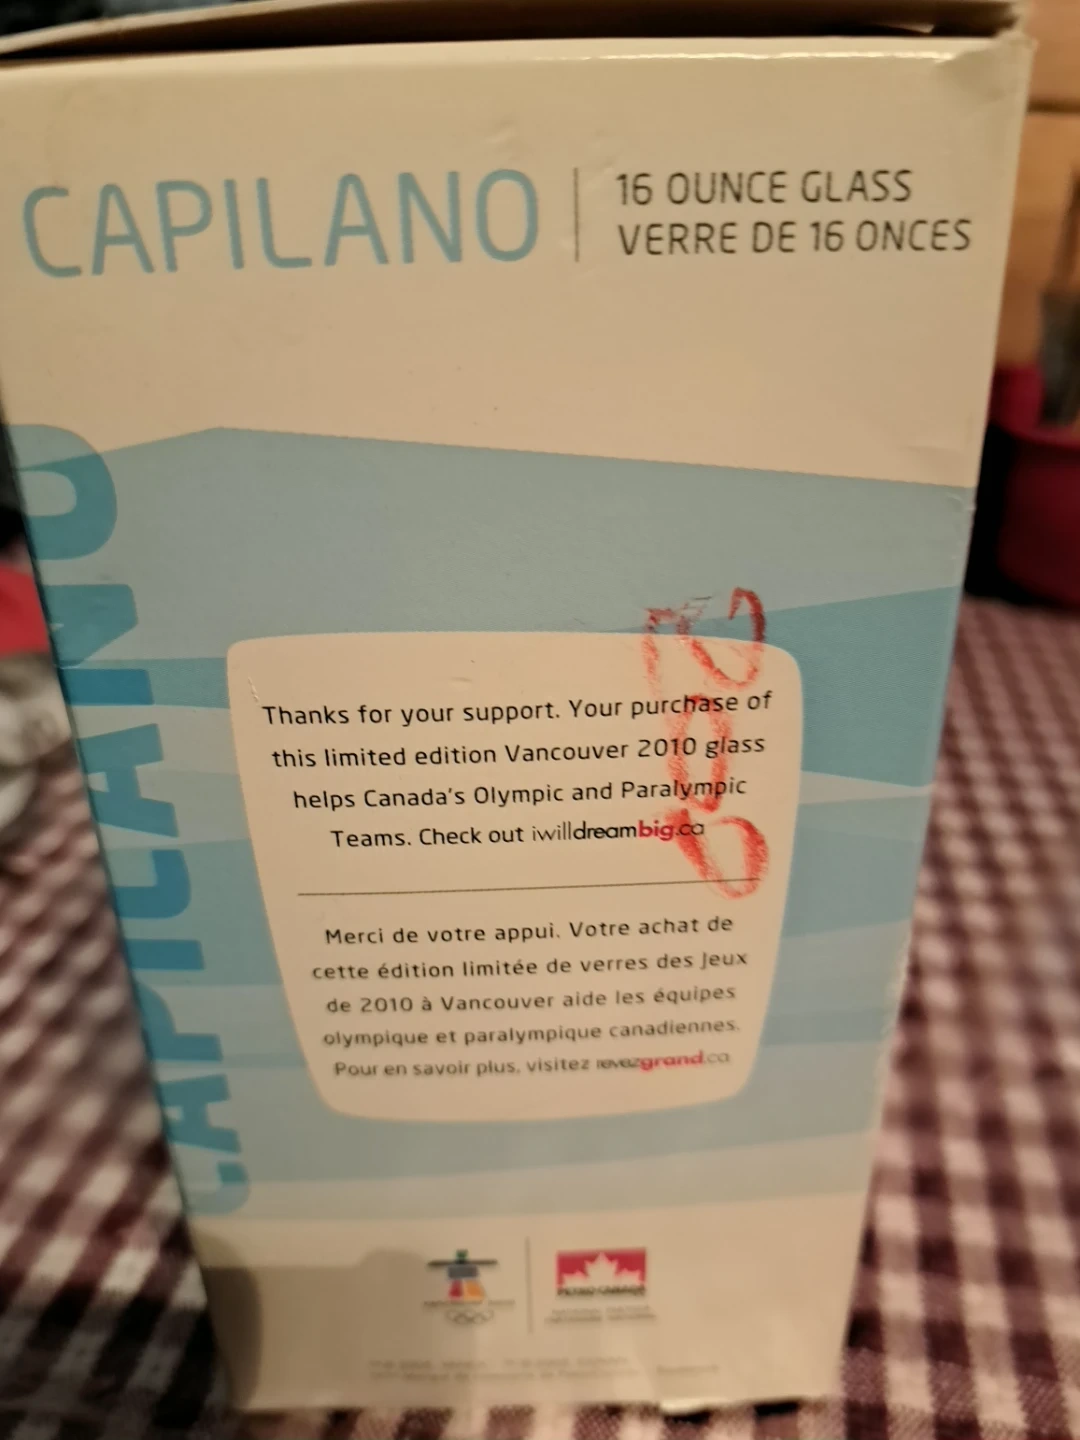 CAPILANO
16 OUNCE GLASS
VERRE DE 16 ONCES
CAPILANO
Thanks for your support. Your purchase of
this limited edition Vancouver 2010 glass
helps Canada's Olympic and Paralympic
Teams. Check out iwilldreambig.ca
Merci de votre appui. Votre achat de
cette édition limitée de verres des Jeux
de 2010 à Vancouver aide les équipes
olympique et paralympique canadiennes.
Pour en savoir plus, visitez revezgrand.ca
PETRO-CANADA